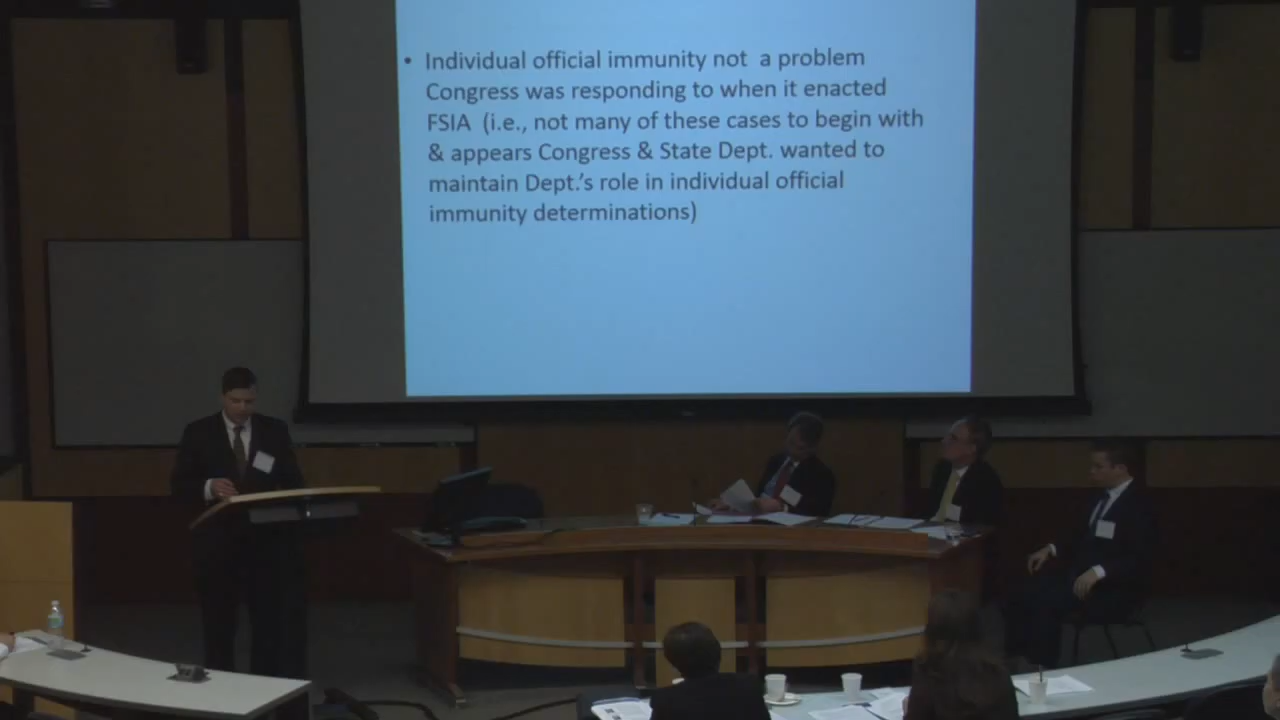 • Individual official immunity not a problem
Congress was responding to when it enacted
FSIA (i.e., not many of these cases to begin with
& appears Congress & State Dept. wanted to
maintain Dept.'s role in individual official
immunity determinations)